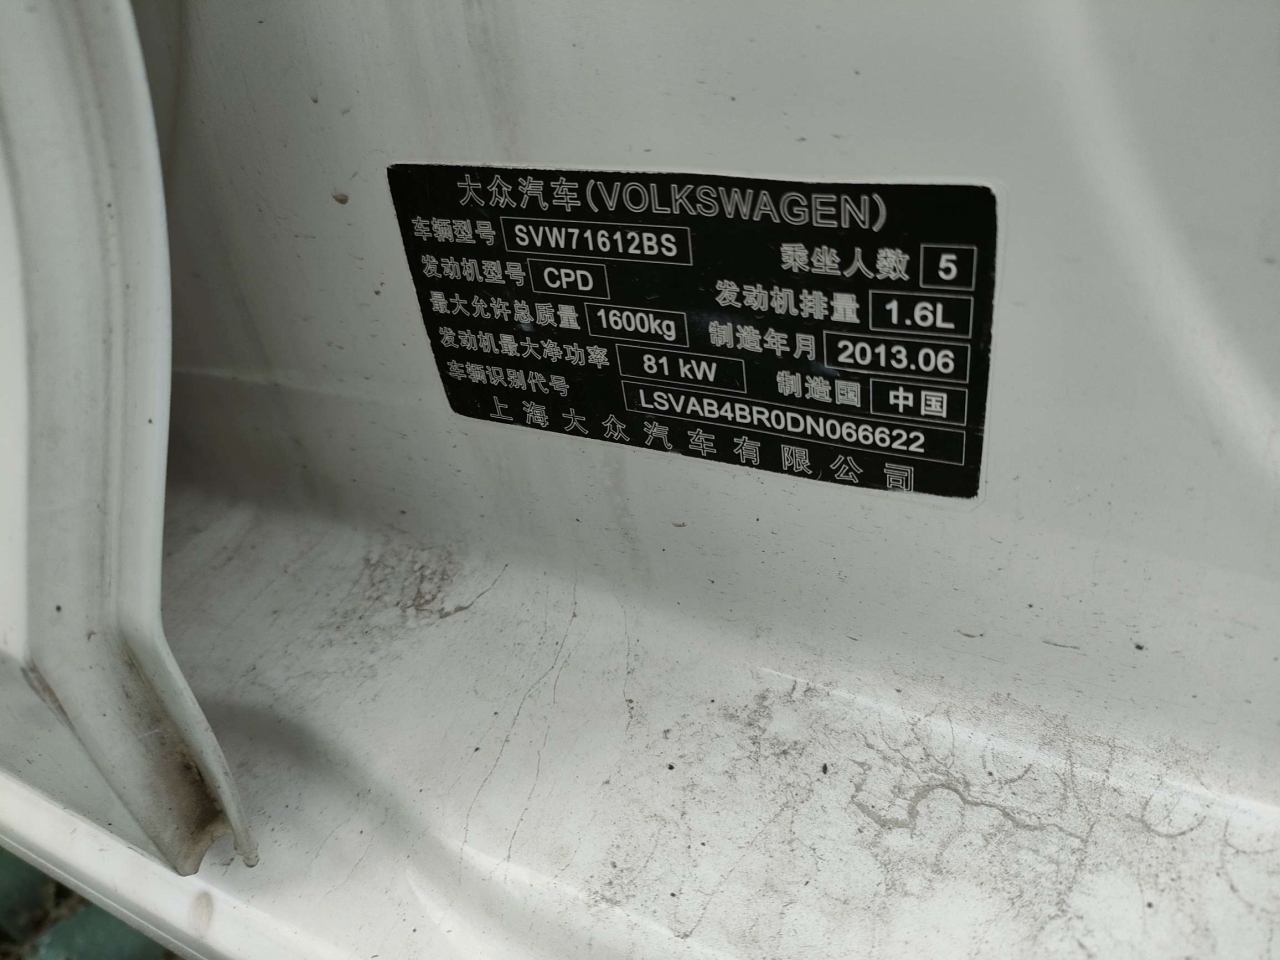 大众汽车(VOLKSWAGEN)
车辆型号 SVW71612BS 乘坐人数 5
发动机型号 CPD 发动机排量 1.6L
最大允许总质量 1600kg 制造年月 2013.06
发动机最大净功率 81 kW 制造国 中国
车辆识别代号 LSVAB4BR0DN066622
上海大众汽车有限公司